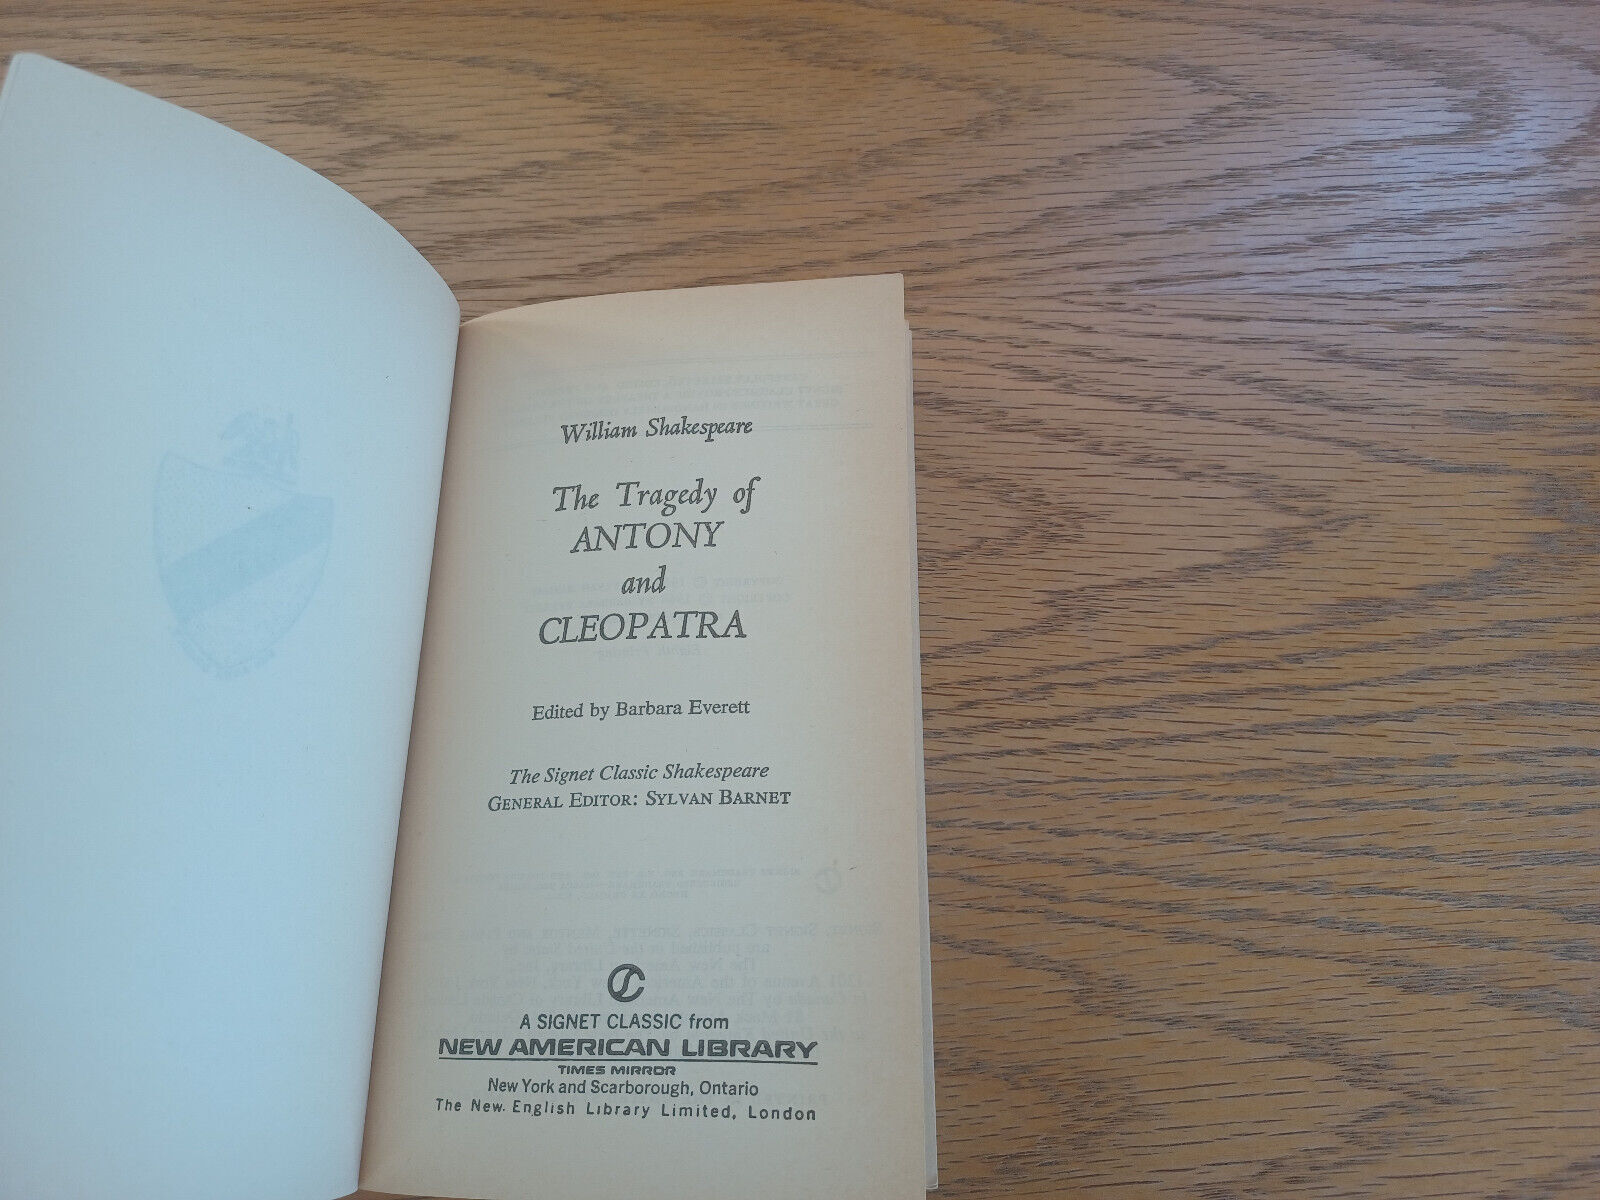 William Shakespeare
The Tragedy of
ANTONY
and
CLEOPATRA
Edited by Barbara Everett
The Signet Classic Shakespeare
GENERAL EDITOR: SYLVAN BARNET
A SIGNET CLASSIC from
NEW AMERICAN LIBRARY
TIMES MIRROR
New York and Scarborough, Ontario
The New English Library Limited, London